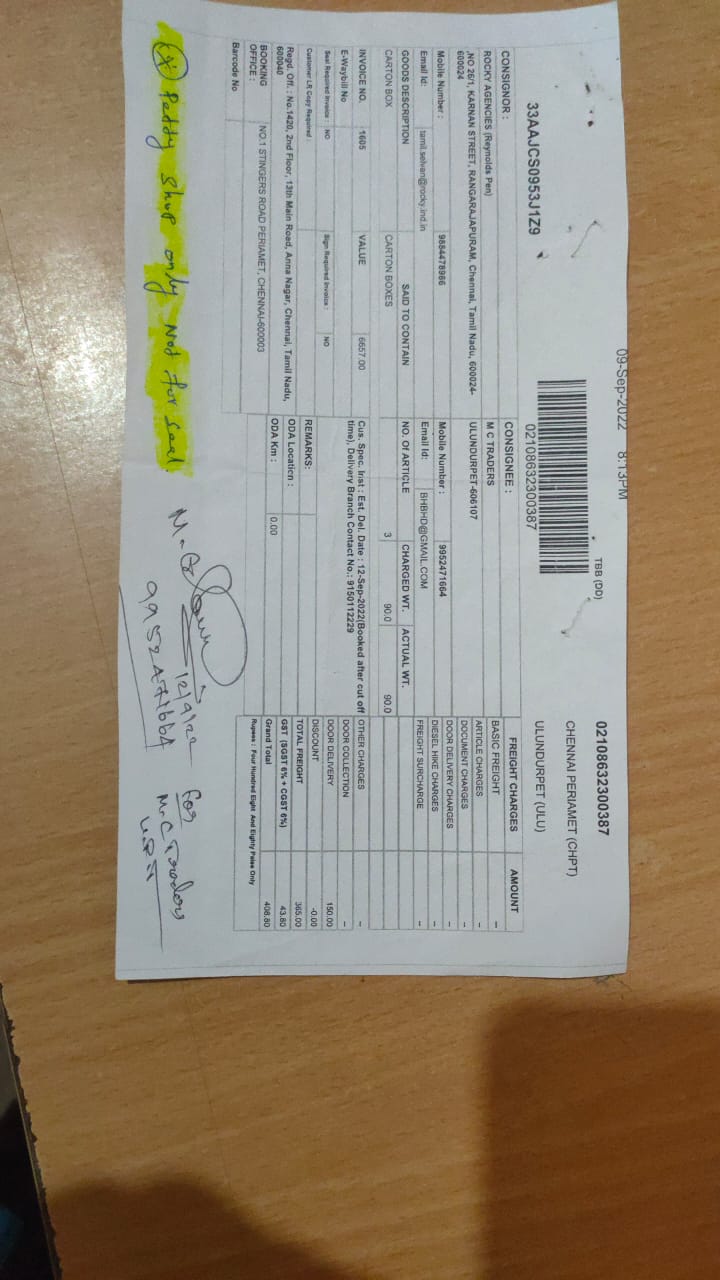 09-Sep-2022 8:13PM
TBB (DD)
02108632300387
CHENNAI PERIAMET (CHPT)
33AAJCS0953J1Z9
02108632300387
ULUNDURPET (ULU)
CONSIGNOR :
ROCKY AGENCIES (Reynolds Pen)
,NO 26/1, KARNAN STREET, RANGARAJAPURAM, Chennai, Tamil Nadu, 600024-
600024
Mobile Number : 9884478966
Email Id: tamil.selvan@rocky.ind.in
GOODS DESCRIPTION SAID TO CONTAIN
CARTON BOX CARTON BOXES
INVOICE NO. 1605 VALUE 6657.00
E-Waybill No
Seal Required Invoice : NO Sign Required Invoice : NO
Customer LR Copy Required
Regd. Off. : No.1420, 2nd Floor, 13th Main Road, Anna Nagar, Chennai, Tamil Nadu,
600040
BOOKING OFFICE : NO.1 STINGERS ROAD PERIAMET, CHENNAI-600003
Barcode No
CONSIGNEE :
M C TRADERS
ULUNDURPET-606107
Mobile Number : 9952471664
Email Id: BHBHD@GMAIL.COM
NO. Of ARTICLE CHARGED WT. ACTUAL WT.
3 90.0 90.0
Cus. Spec. Inst : Est. Del. Date : 12-Sep-2022(Booked after cut off
time), Delivery Branch Contact No.: 9150112229
REMARKS:
ODA Location :
ODA Km : 0.00
FREIGHT CHARGES AMOUNT
BASIC FREIGHT --
ARTICLE CHARGES --
DOCUMENT CHARGES --
DOOR DELIVERY CHARGES --
DIESEL HIKE CHARGES --
FREIGHT SURCHARGE --
OTHER CHARGES --
DOOR COLLECTION --
DOOR DELIVERY 150.00
DISCOUNT -0.00
TOTAL FREIGHT 365.00
GST (SGST 6% + CGST 6%) 43.80
Grand Total 408.80
Rupees : Four Hundred Eight And Eighty Paise Only
Peddy shop only Not for seal.
12/9/22
9952471664
For
M.C Traders